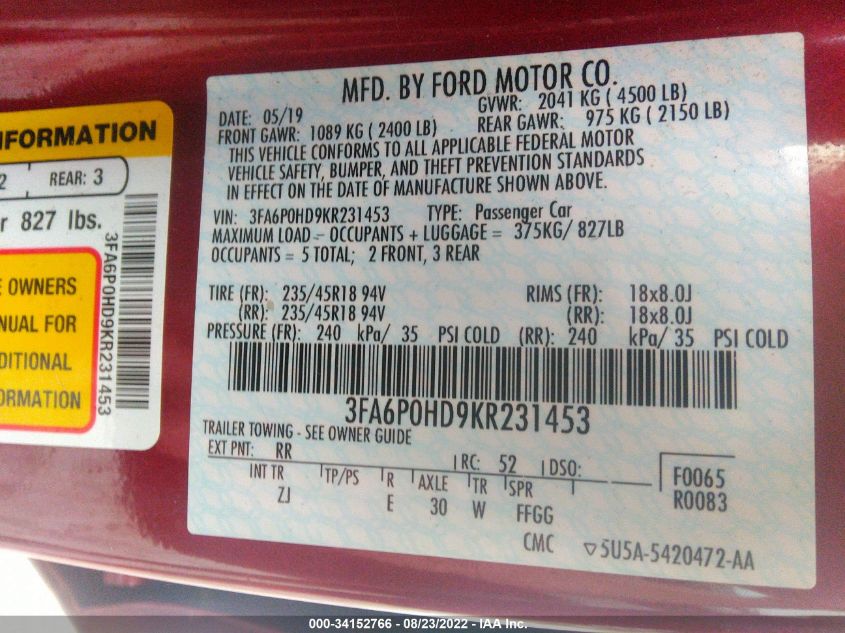 INFORMATION
2 REAR: 3
r 827 lbs.
E OWNERS
NUAL FOR
DITIONAL
ORMATION
3FA6P0HD9KR231453
MFD. BY FORD MOTOR CO.
DATE: 05/19 GVWR: 2041 KG ( 4500 LB)
FRONT GAWR: 1089 KG ( 2400 LB) REAR GAWR: 975 KG ( 2150 LB)
THIS VEHICLE CONFORMS TO ALL APPLICABLE FEDERAL MOTOR
VEHICLE SAFETY, BUMPER, AND THEFT PREVENTION STANDARDS
IN EFFECT ON THE DATE OF MANUFACTURE SHOWN ABOVE.
VIN: 3FA6P0HD9KR231453 TYPE: Passenger Car
MAXIMUM LOAD - OCCUPANTS + LUGGAGE = 375KG/ 827LB
OCCUPANTS = 5 TOTAL; 2 FRONT, 3 REAR
TIRE (FR): 235/45R18 94V RIMS (FR): 18x8.0J
(RR): 235/45R18 94V (RR): 18x8.0J
PRESSURE (FR): 240 kPa/ 35 PSI COLD (RR): 240 kPa/ 35 PSI COLD
3FA6P0HD9KR231453
TRAILER TOWING - SEE OWNER GUIDE
EXT PNT: RR RC: 52 DSO: F0065
INT TR TP/PS R AXLE TR SPR R0083
ZJ E 30 W FFGG
CMC ▽5U5A-5420472-AA
000-34152766 - 08/23/2022 - IAA Inc.